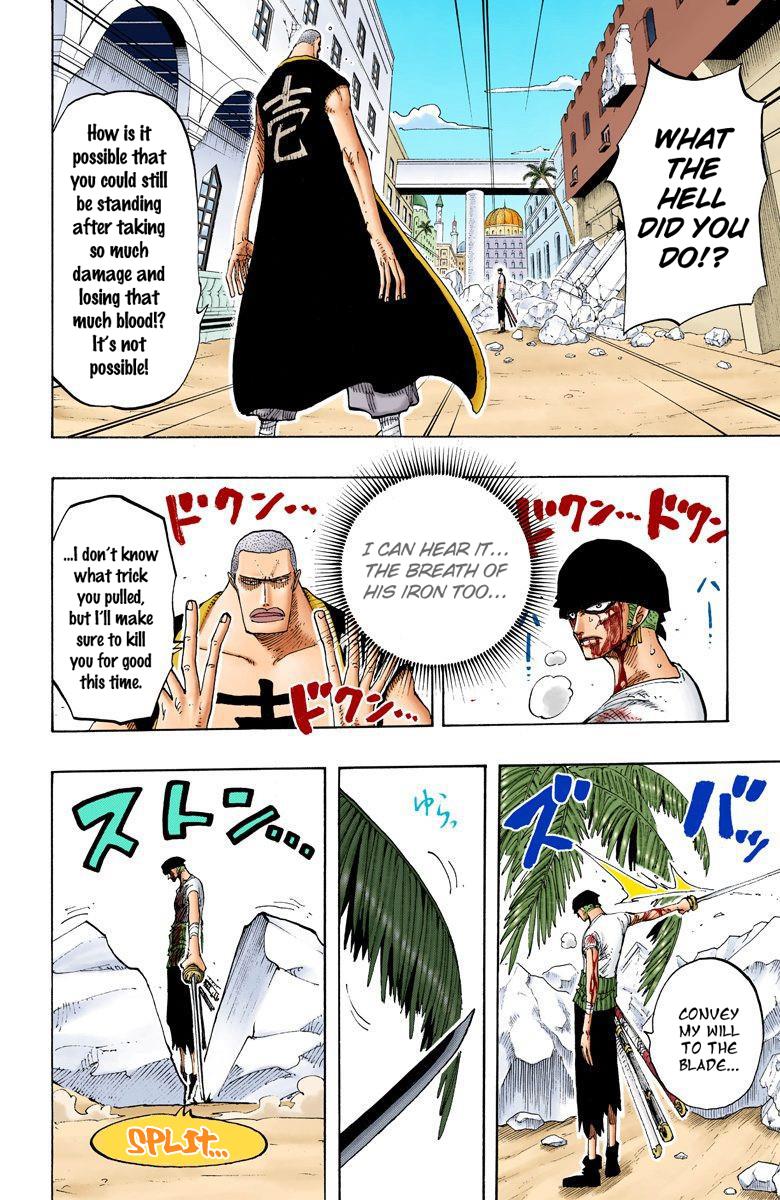 WHAT
THE
HELL
DID YOU
DO!?
How is it
possible that
you could still
be standing
after taking
so much
damage and
losing that
much blood!?
It's not
possible!
壱
ドクン…ドクン
ハー
ハー
I CAN HEAR IT...
THE BREATH OF
HIS IRON TOO...
ドクン…
...I don't know
what trick
you pulled,
but I'll make
sure to kill
you for good
this time.
ドクン…
ズバッ
CONVEY
MY WILL
TO THE
BLADE...
ゆらっ
ストン…
SPLIT...